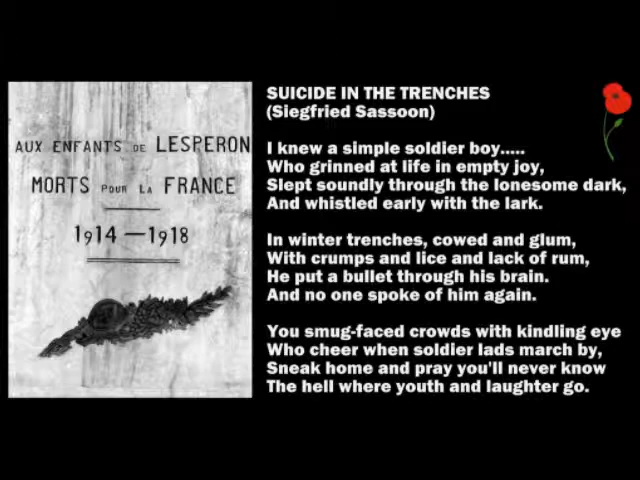 AUX ENFANTS DE LESPERON
MORTS POUR LA FRANCE
1914 — 1918
SUICIDE IN THE TRENCHES
(Siegfried Sassoon)
I knew a simple soldier boy.....
Who grinned at life in empty joy,
Slept soundly through the lonesome dark,
And whistled early with the lark.
In winter trenches, cowed and glum,
With crumps and lice and lack of rum,
He put a bullet through his brain.
And no one spoke of him again.
You smug-faced crowds with kindling eye
Who cheer when soldier lads march by,
Sneak home and pray you'll never know
The hell where youth and laughter go.